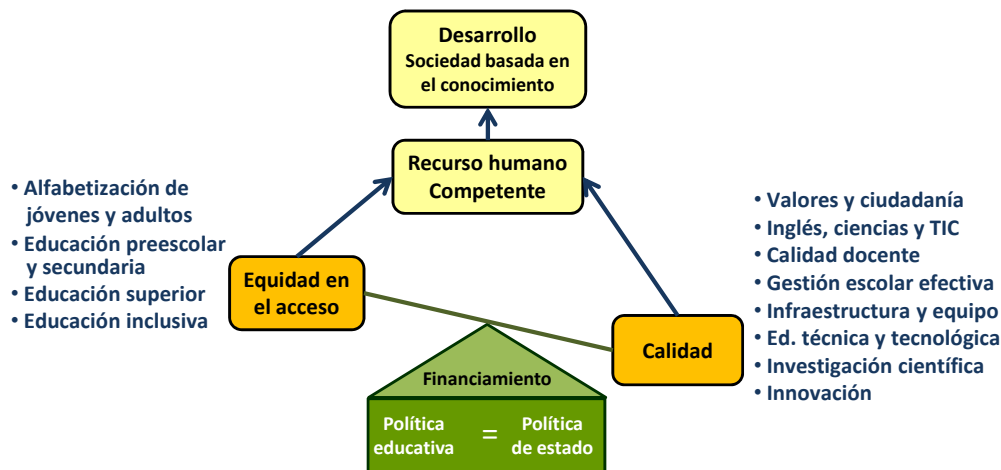 Desarrollo
Sociedad basada en
el conocimiento
Recurso humano
Competente
• Alfabetización de
jóvenes y adultos
• Educación preescolar
y secundaria
• Educación superior
• Educación inclusiva
Equidad en
el acceso
• Valores y ciudadanía
• Inglés, ciencias y TIC
• Calidad docente
• Gestión escolar efectiva
• Infraestructura y equipo
• Ed. técnica y tecnológica
• Investigación científica
• Innovación
Calidad
Financiamiento
Política
educativa
=
Política
de estado